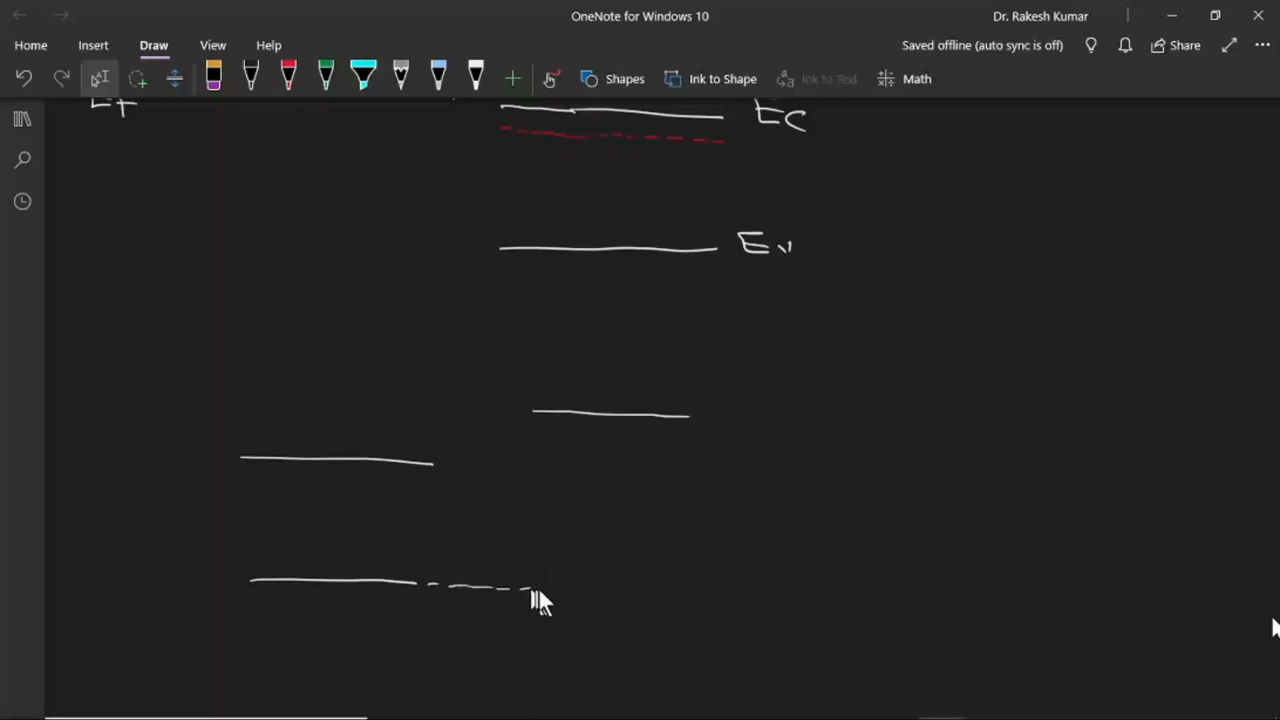 OneNote for Windows 10
Dr. Rakesh Kumar
Home Insert Draw View Help
Saved offline (auto sync is off)
Share
Shapes
Ink to Shape
Ink to Text
Math
Ef
Ec
Ev